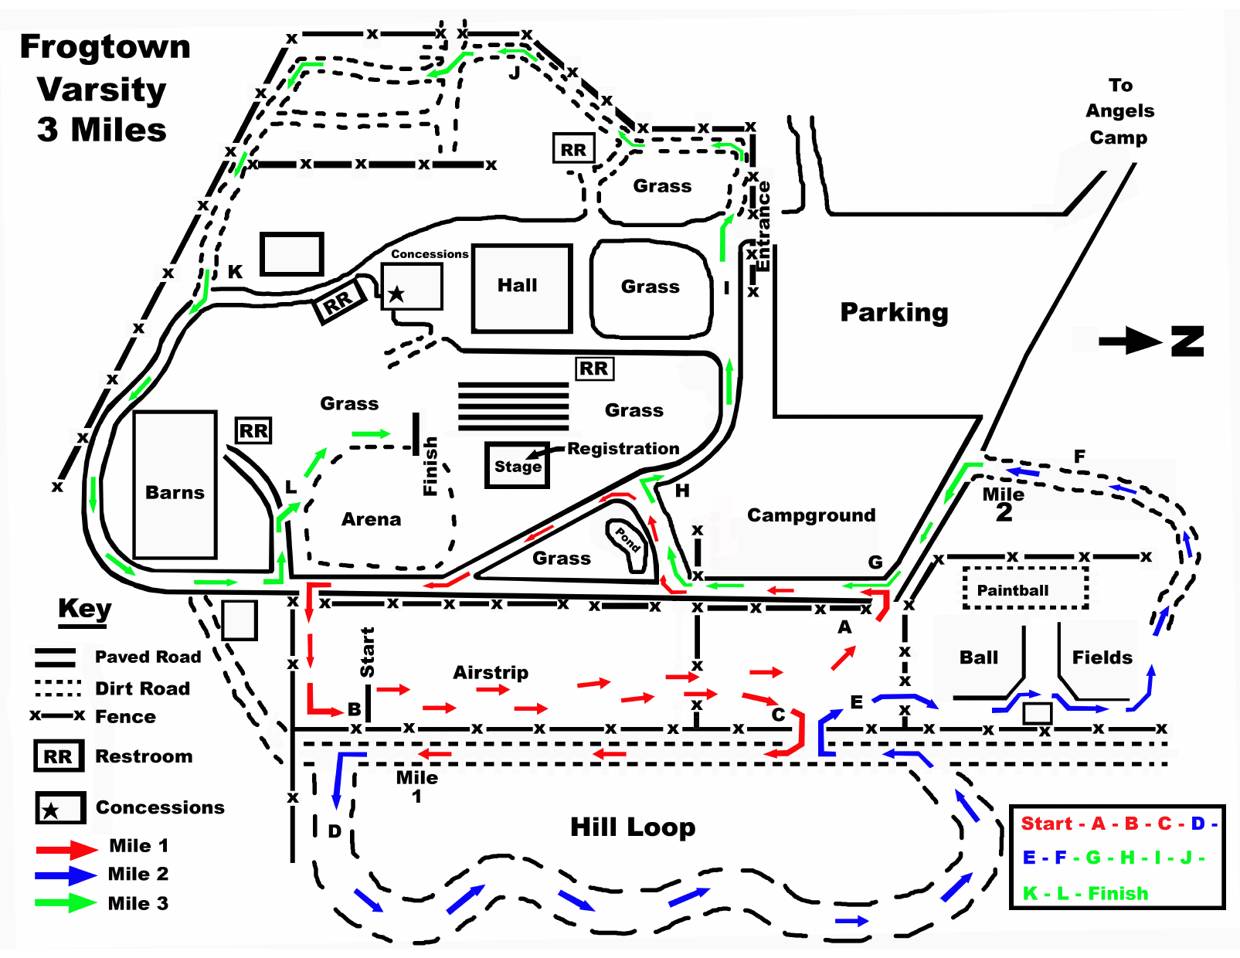 Frogtown
Varsity
3 Miles
J
To
Angels
Camp
RR
Grass
Entrance
K
Concessions
RR
Hall
Grass
I
Parking
N
RR
Grass
Grass
RR
Finish
Registration
Stage
H
F
L
Barns
Arena
Mile
2
Campground
Pond
Grass
G
Paintball
Key
Paved Road
Dirt Road
x x Fence
RR Restroom
Concessions
Mile 1
Mile 2
Mile 3
Start
A
Airstrip
Ball Fields
B
C
E
Mile
1
D
Hill Loop
Start - A - B - C - D -
E - F - G - H - I - J -
K - L - Finish